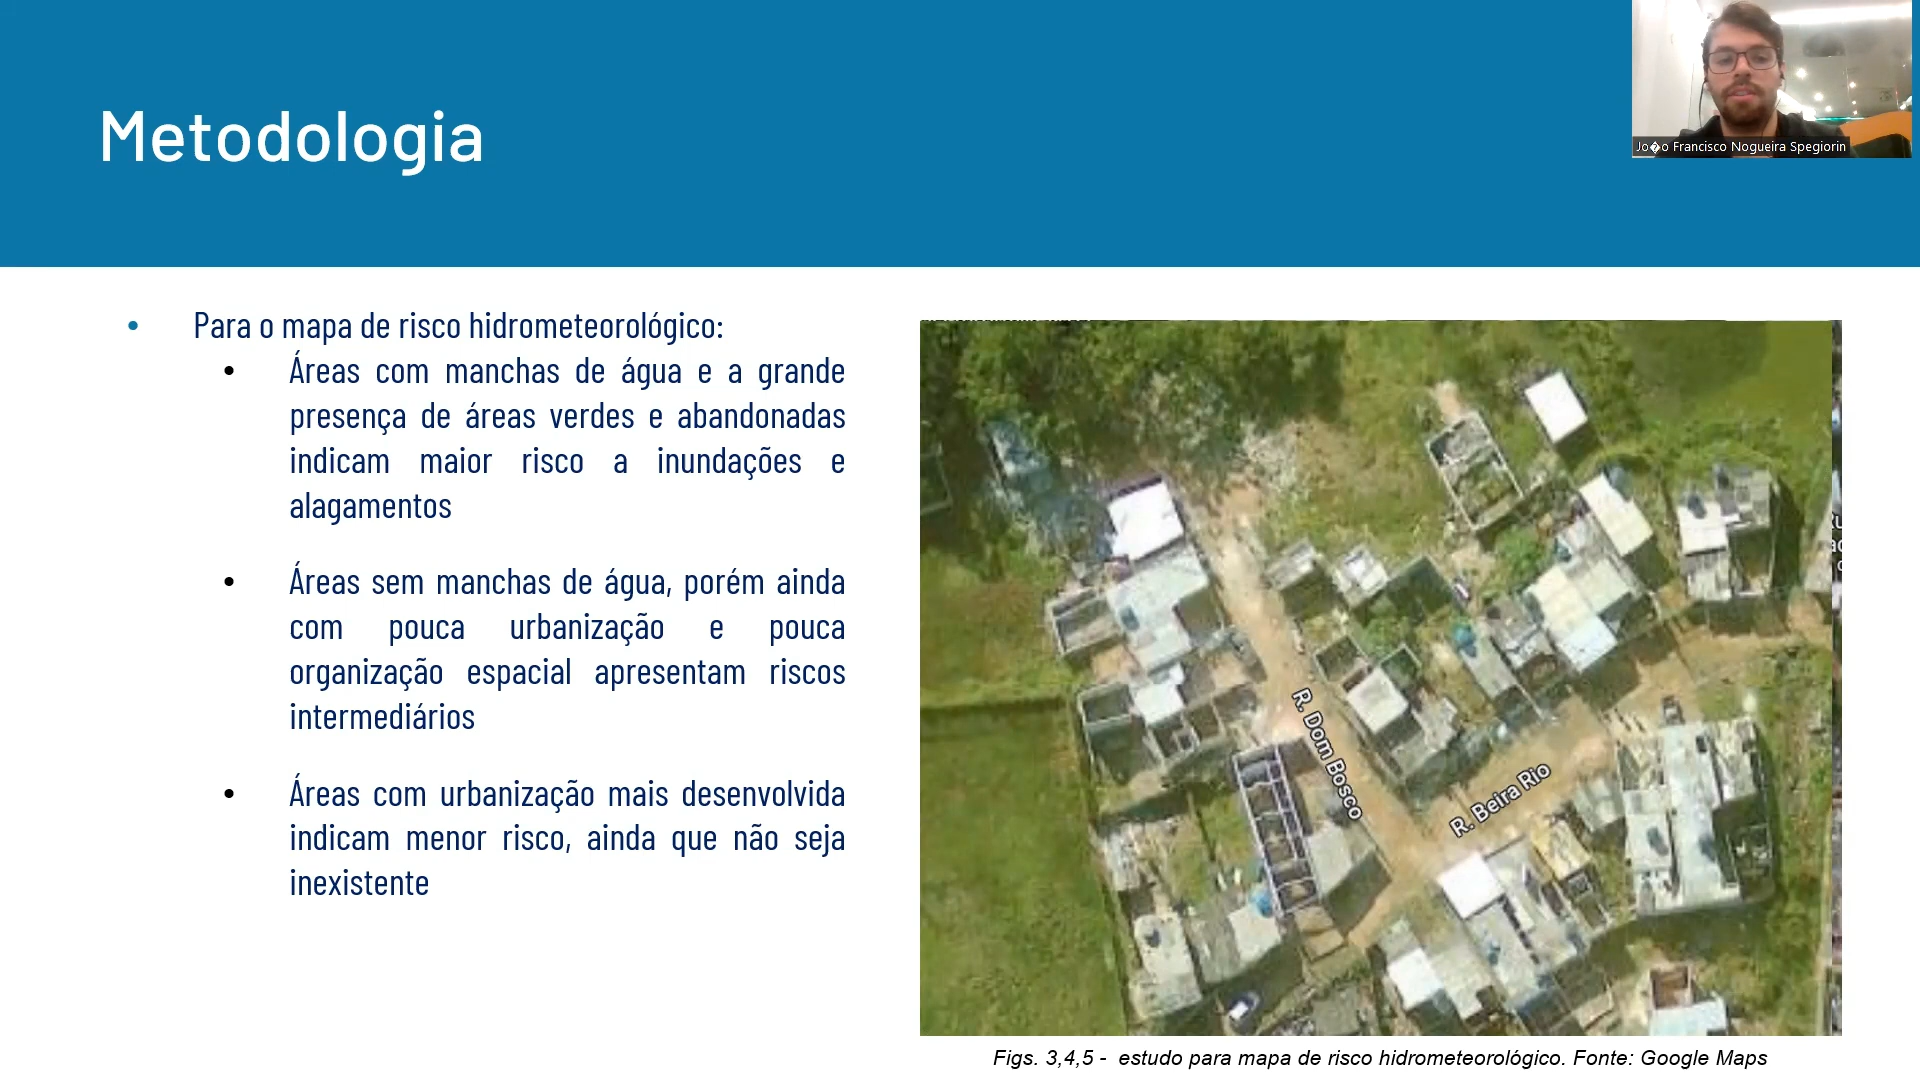 Metodologia
Jo�o Francisco Nogueira Spegiorin
• Para o mapa de risco hidrometeorológico:
• Áreas com manchas de água e a grande
presença de áreas verdes e abandonadas
indicam maior risco a inundações e
alagamentos
• Áreas sem manchas de água, porém ainda
com pouca urbanização e pouca
organização espacial apresentam riscos
intermediários
• Áreas com urbanização mais desenvolvida
indicam menor risco, ainda que não seja
inexistente
R. Dom Bosco
R. Beira Rio
Figs. 3,4,5 - estudo para mapa de risco hidrometeorológico. Fonte: Google Maps